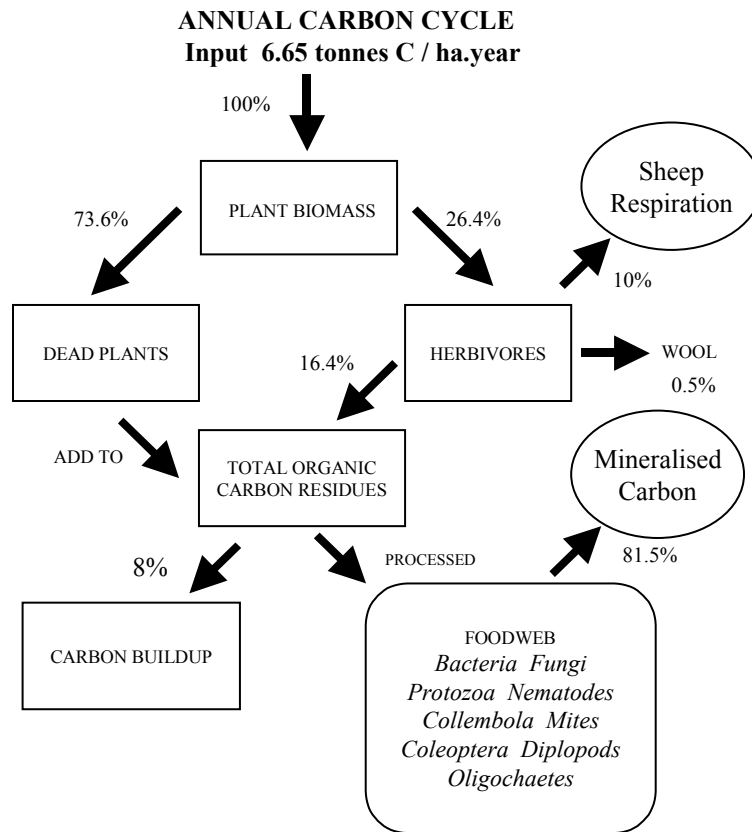 ANNUAL CARBON CYCLE
Input 6.65 tonnes C / ha.year
100%
Sheep
Respiration
PLANT BIOMASS
73.6%
26.4%
10%
DEAD PLANTS
HERBIVORES
16.4%
WOOL
0.5%
ADD TO
TOTAL ORGANIC
CARBON RESIDUES
Mineralised
Carbon
81.5%
8%
PROCESSED
CARBON BUILDUP
FOODWEB
Bacteria Fungi
Protozoa Nematodes
Collembola Mites
Coleoptera Diplopods
Oligochaetes